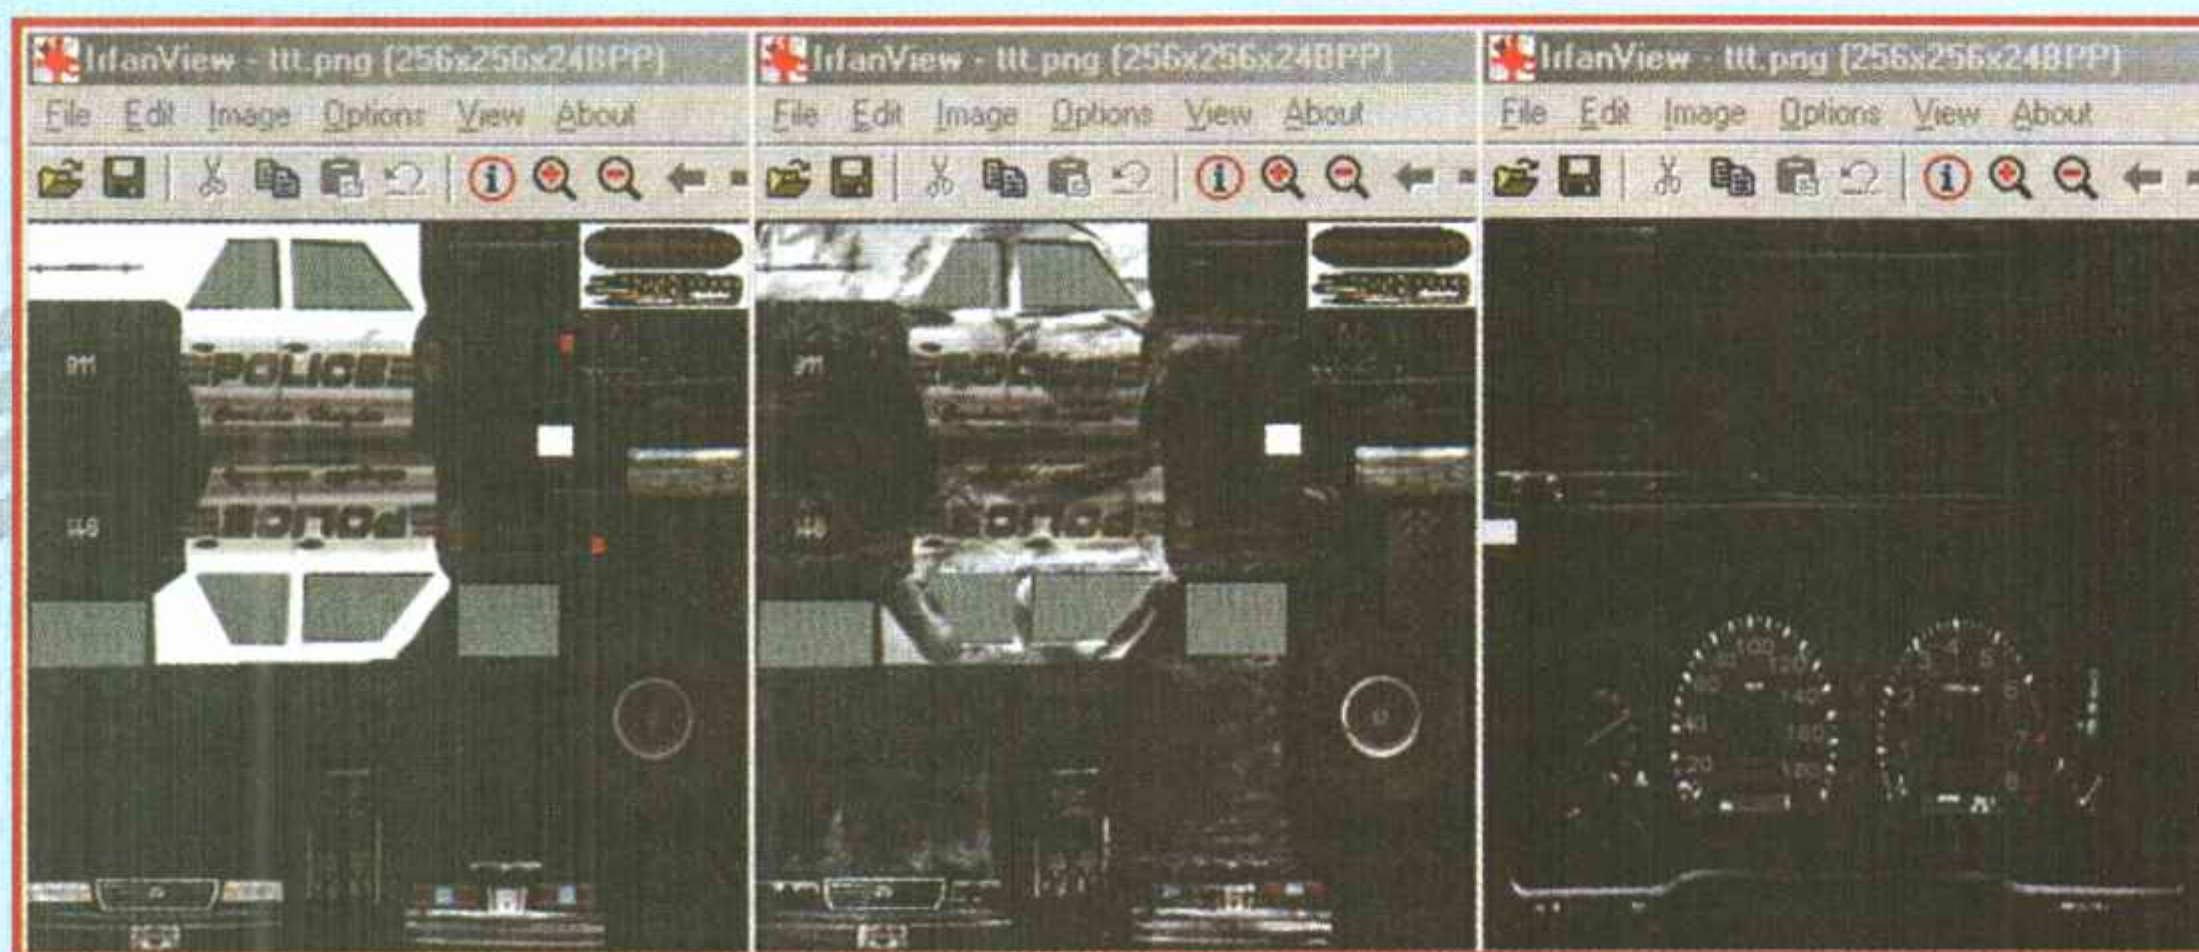 IrfanView - ttt.png (256x256x24BPP)
File Edit Image Options View About
911
POLICE
POLICE
911
IrfanView - ttt.png (256x256x24BPP)
File Edit Image Options View About
911
911
IrfanView - ttt.png (256x256x24BPP)
File Edit Image Options View About
20 40 60 80 100 120 140 160 180
1 2 3 4 5 6 7 8